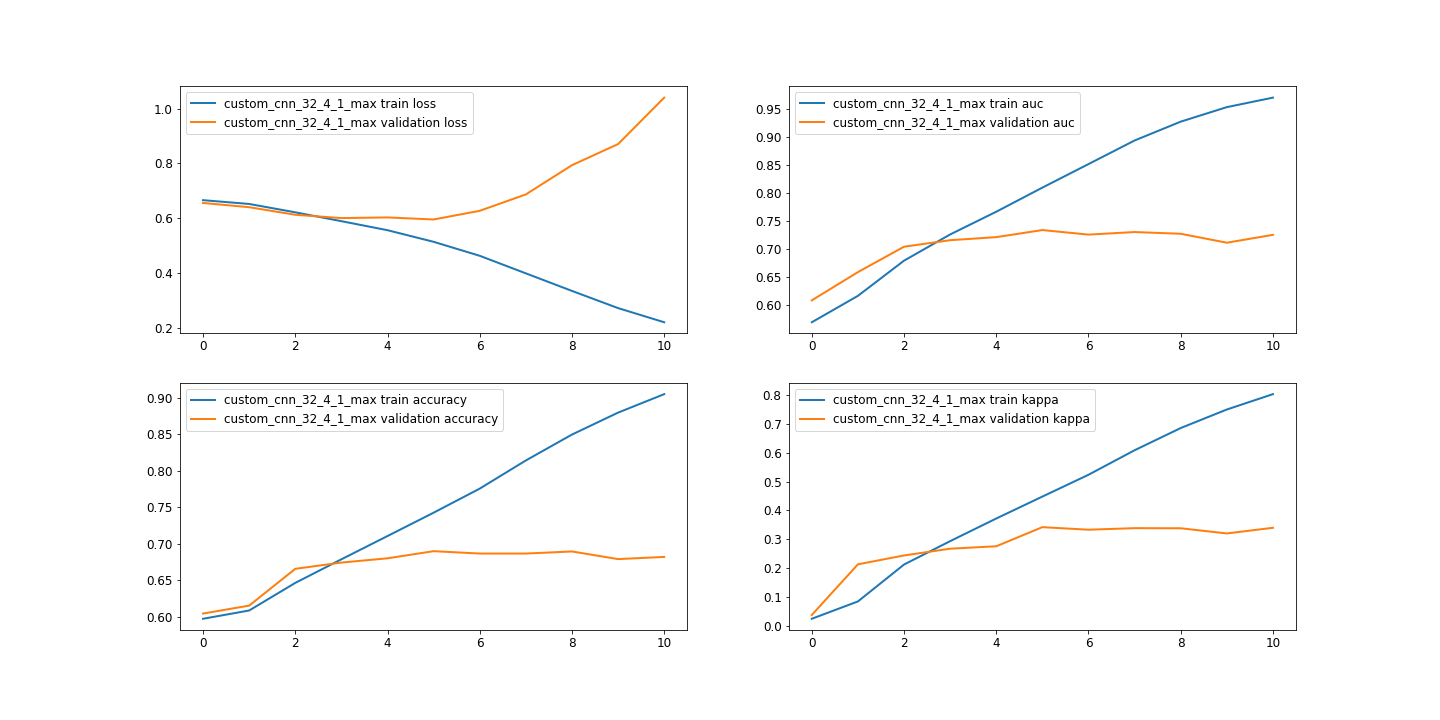 custom_cnn_32_4_1_max train loss
custom_cnn_32_4_1_max validation loss
1.0
0.8
0.6
0.4
0.2
0 2 4 6 8 10
custom_cnn_32_4_1_max train auc
custom_cnn_32_4_1_max validation auc
0.95
0.90
0.85
0.80
0.75
0.70
0.65
0.60
0 2 4 6 8 10
custom_cnn_32_4_1_max train accuracy
custom_cnn_32_4_1_max validation accuracy
0.90
0.85
0.80
0.75
0.70
0.65
0.60
0 2 4 6 8 10
custom_cnn_32_4_1_max train kappa
custom_cnn_32_4_1_max validation kappa
0.8
0.7
0.6
0.5
0.4
0.3
0.2
0.1
0.0
0 2 4 6 8 10